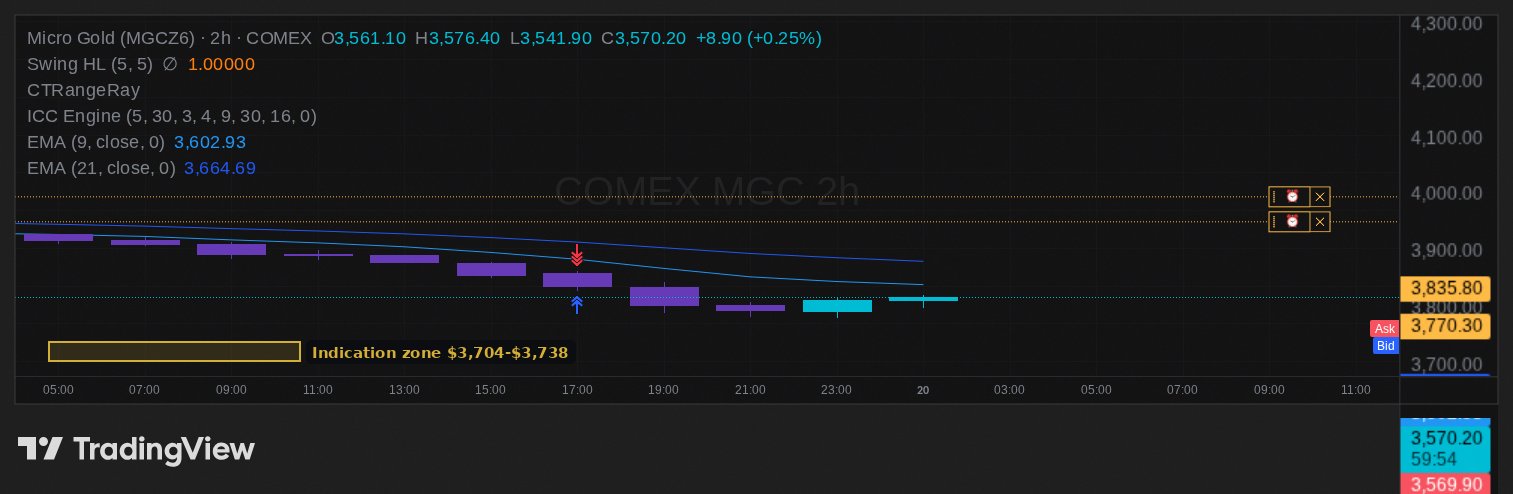 Micro Gold (MGCZ6) · 2h · COMEX O3,561.10 H3,576.40 L3,541.90 C3,570.20 +8.90 (+0.25%)
Swing HL (5, 5) ∅ 1.00000
CTRangeRay
ICC Engine (5, 30, 3, 4, 9, 30, 16, 0)
EMA (9, close, 0) 3,602.93
EMA (21, close, 0) 3,664.69
COMEX MGC 2h
4,300.00
4,200.00
4,100.00
4,000.00
3,900.00
3,835.80
3,800.00
3,770.30
Ask
Bid
3,700.00
Indication zone $3,704-$3,738
05:00 07:00 09:00 11:00 13:00 15:00 17:00 19:00 21:00 23:00 20 03:00 05:00 07:00 09:00 11:00
TradingView
3,570.20
59:54
3,569.90